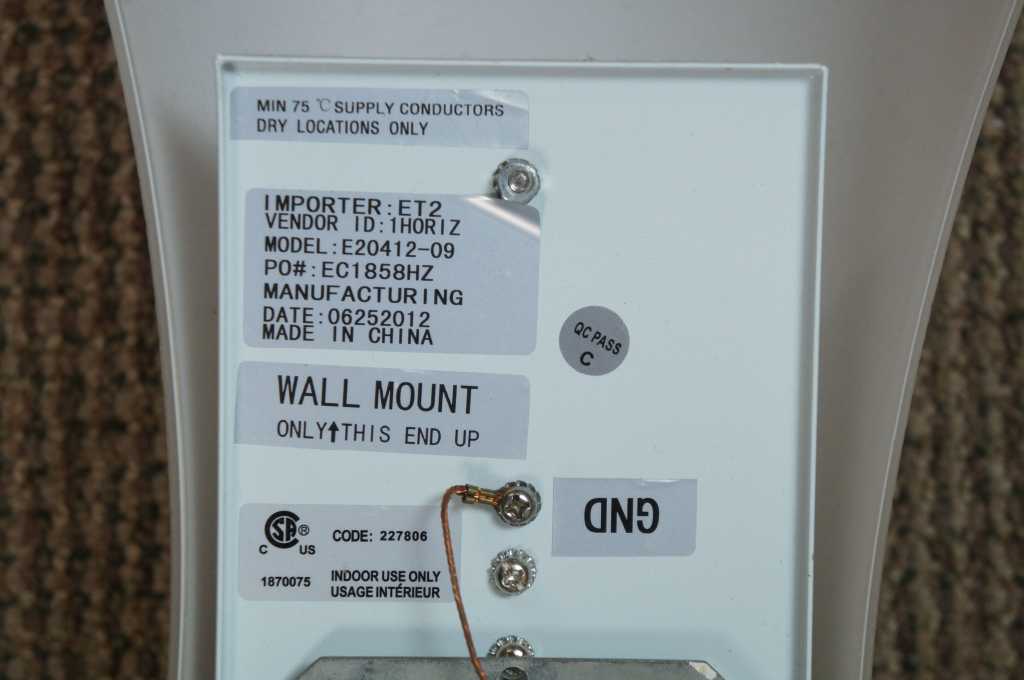 MIN 75 ℃ SUPPLY CONDUCTORS
DRY LOCATIONS ONLY
IMPORTER:ET2
VENDOR ID:1HORIZ
MODEL:E20412-09
PO#:EC1858HZ
MANUFACTURING
DATE:06252012
MADE IN CHINA
QC PASS
C
WALL MOUNT
ONLY↑THIS END UP
GND
CSA®
C US
CODE: 227806
1870075
INDOOR USE ONLY
USAGE INTÉRIEUR